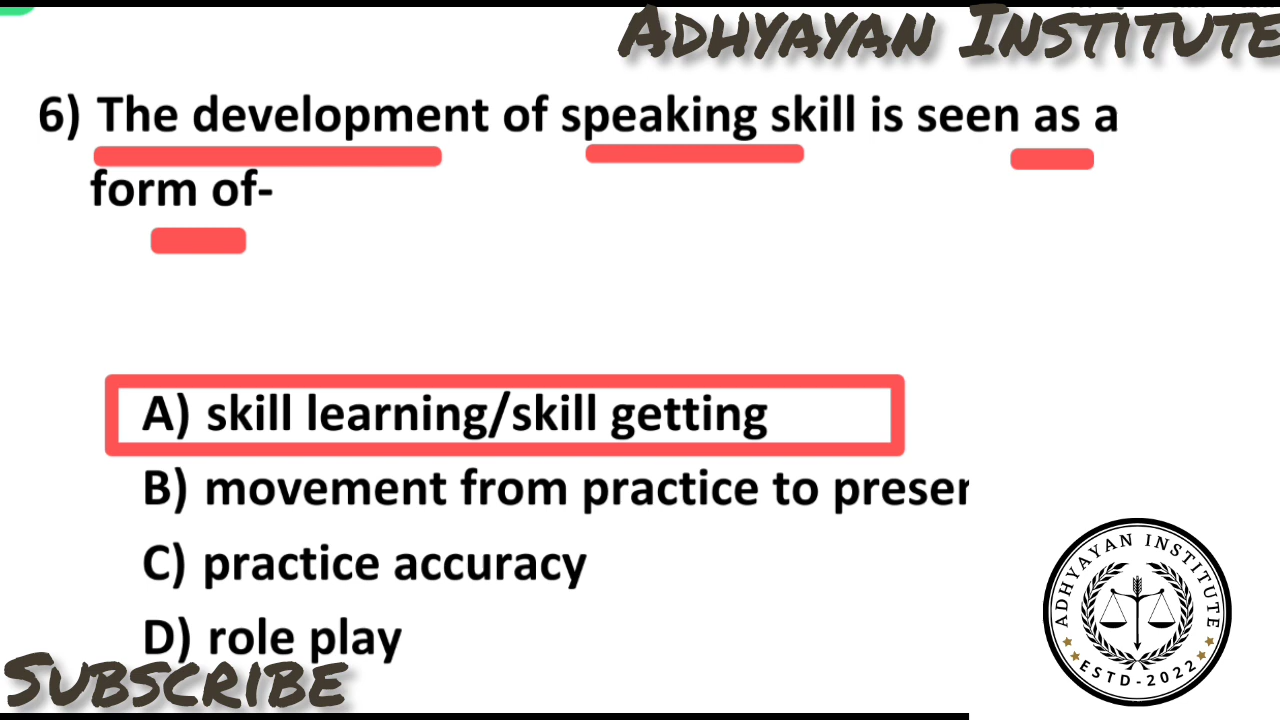 ADHYAYAN INSTITUTE
6) The development of speaking skill is seen as a
form of-
A) skill learning/skill getting
B) movement from practice to
C) practice accuracy
D) role play
SUBSCRIBE
ADHYAYAN INSTITUTE
ESTD-2022